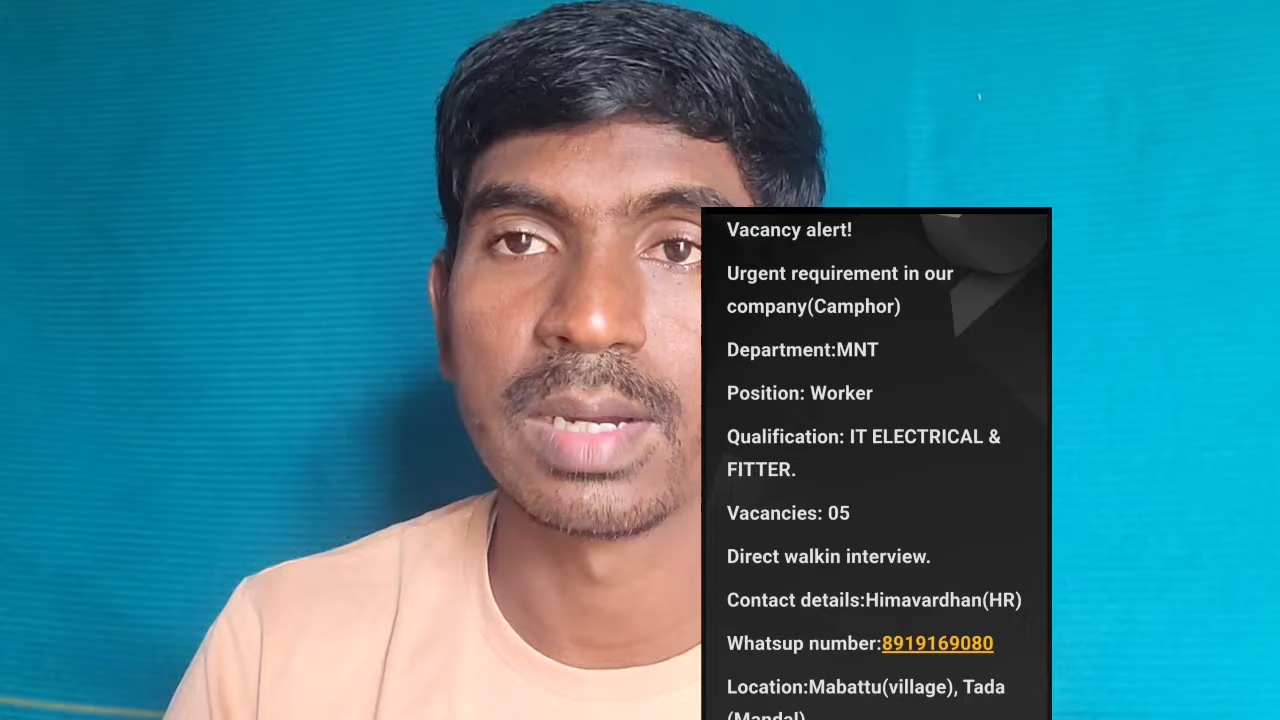 Vacancy alert!
Urgent requirement in our
company(Camphor)
Department:MNT
Position: Worker
Qualification: IT ELECTRICAL &
FITTER.
Vacancies: 05
Direct walkin interview.
Contact details:Himavardhan(HR)
Whatsup number:8919169080
Location:Mabattu(village), Tada
(Mandal)